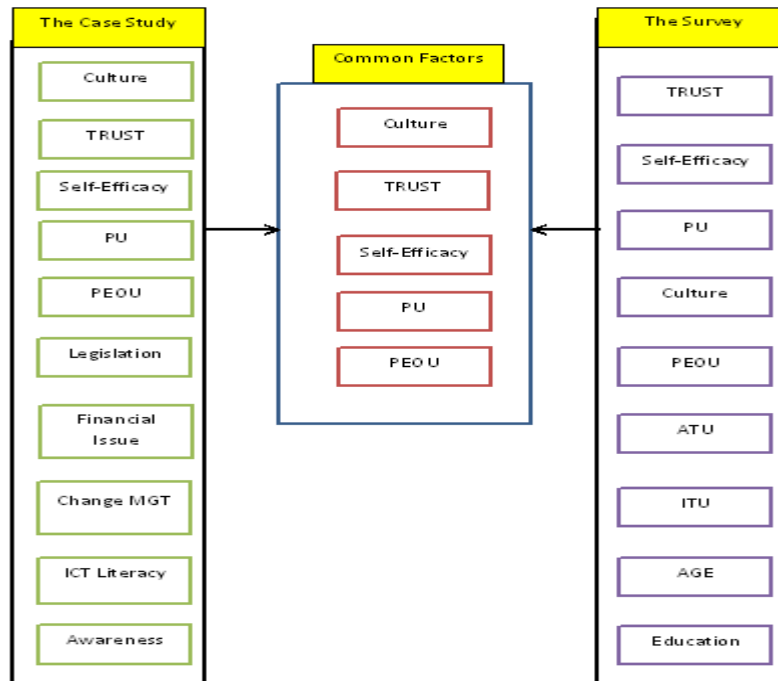 The Case Study
Culture
TRUST
Self-Efficacy
PU
PEOU
Legislation
Financial
Issue
Change MGT
ICT Literacy
Awareness
Common Factors
Culture
TRUST
Self-Efficacy
PU
PEOU
The Survey
TRUST
Self-Efficacy
PU
Culture
PEOU
ATU
ITU
AGE
Education